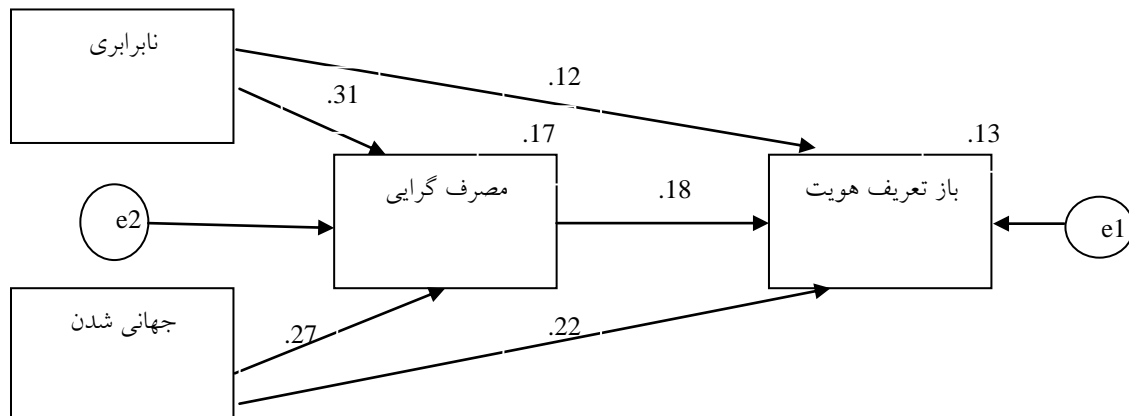 نابرابری
.12
.31
.17
.13
مصرف گرایی
باز تعریف هویت
.18
e2
e1
جهانی شدن
.27
.22